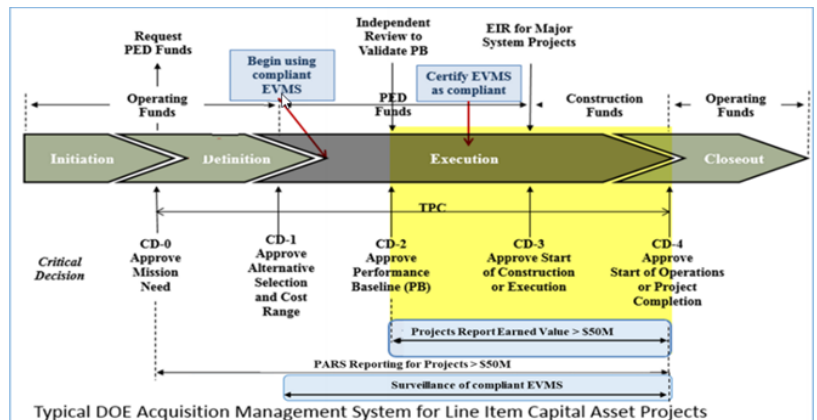 Request
PED Funds
Independent
Review to
Validate PB
EIR for Major
System Projects
Begin using
compliant
EVMS
Certify EVMS
as compliant
Operating
Funds
PED
Funds
Construction
Funds
Operating
Funds
Initiation
Definition
Execution
Closeout
TPC
Critical
Decision
CD-0
Approve
Mission
Need
CD-1
Approve
Alternative
Selection
and Cost
Range
CD-2
Approve
Performance
Baseline (PB)
CD-3
Approve Start
of Construction
or Execution
CD-4
Approve
Start of Operations
or Project
Completion
Projects Report Earned Value > $50M
PARS Reporting for Projects > $50M
Surveillance of compliant EVMS
Typical DOE Acquisition Management System for Line Item Capital Asset Projects